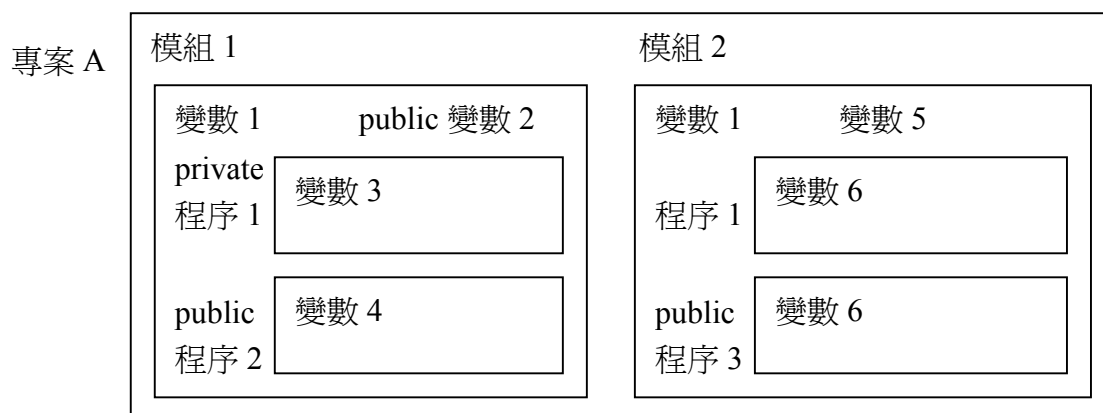 專案 A
模組 1
變數 1 public 變數 2
private
程序 1
變數 3
public
程序 2
變數 4
模組 2
變數 1 變數 5
程序 1
變數 6
public
程序 3
變數 6